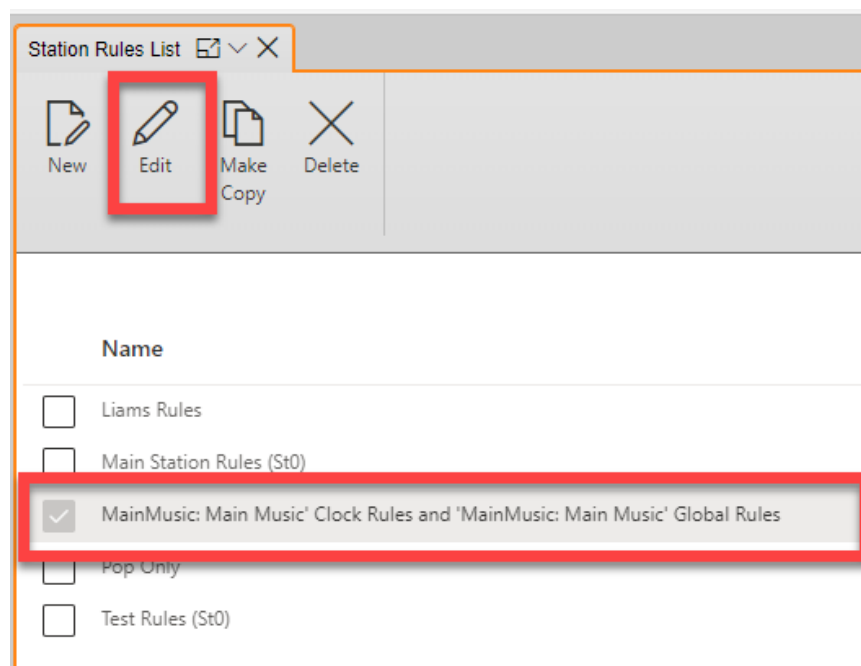 Station Rules List
New
Edit
Make
Copy
Delete
Name
Liams Rules
Main Station Rules (St0)
MainMusic: Main Music' Clock Rules and 'MainMusic: Main Music' Global Rules
Pop Only
Test Rules (St0)